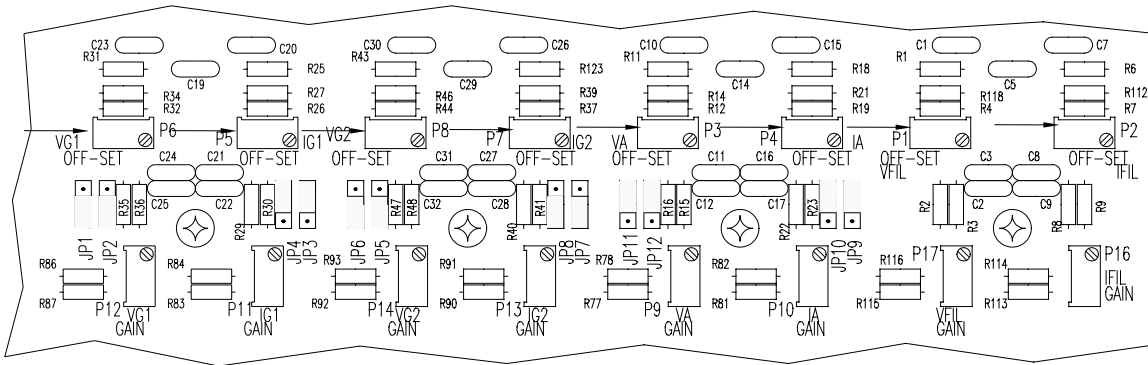 C23 C20 C30 C26 C10 C15 C1 C7
R31 C19 R25 R43 C29 R123 R11 C14 R18 R1 C5 R6
R34 R27 R46 R39 R14 R21 R118 R112
R32 R26 R44 R37 R12 R19 R4 R7
VG1 P6 P5 IG1 VG2 P8 P7 IG2 VA P3 P4 IA P1 P2
OFF-SET OFF-SET OFF-SET OFF-SET OFF-SET OFF-SET OFF-SET OFF-SET
VFIL IFIL
C24 C21 C31 C27 C11 C16 C3 C8
C25 C22 C32 C28 C12 C17 C2 C9
R35 R36 R29 R30 R47 R48 R40 R41 R16 R15 R22 R23 R2 R3 R8 R9
JP1 JP2 JP4 JP3 JP6 JP5 JP8 JP7 JP11 JP12 JP10 JP9
R86 R84 R93 R91 R78 R82 R116 P17 R114 P16
IFIL
GAIN
R87 P12 R83 P11 R92 P14 R90 P13 R77 P9 R81 P10 R115 R113
VG1 IG1 VG2 IG2 VA IA VFIL
GAIN GAIN GAIN GAIN GAIN GAIN GAIN